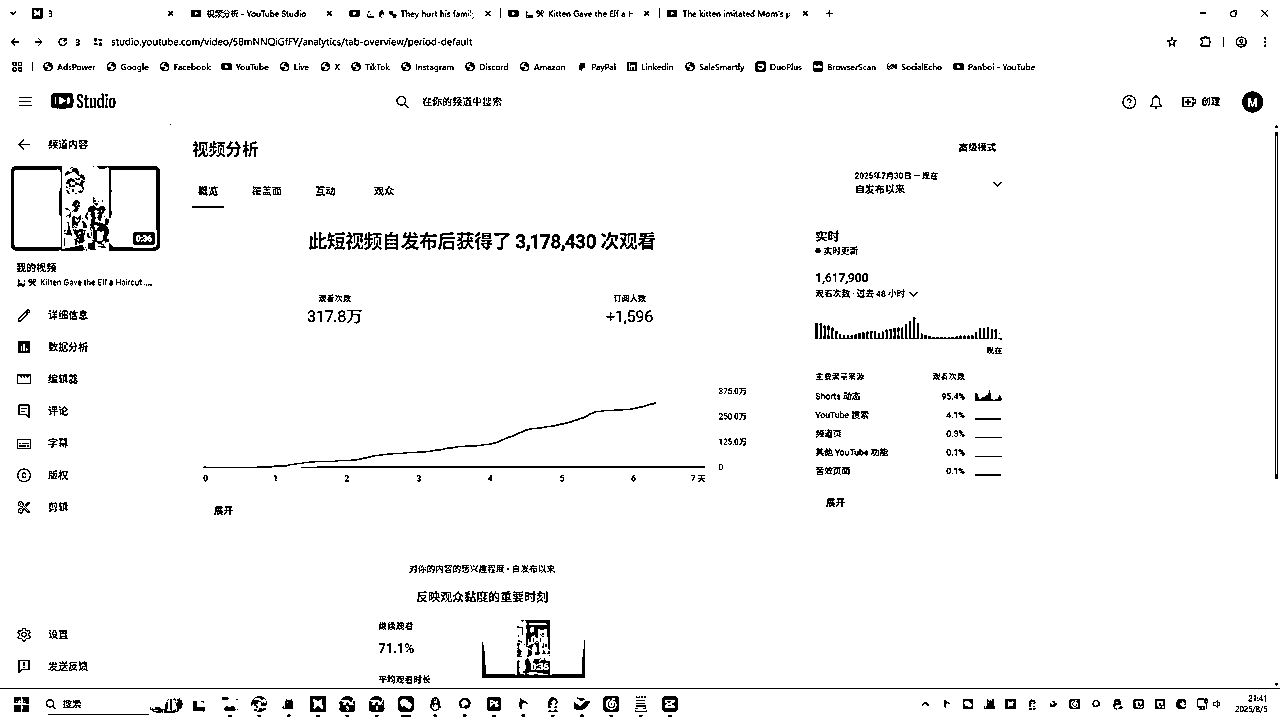 3
视频分析 - YouTube Studio
They hurt his family
Kitten Gave the Elf a H
The kitten imitated Mom's p
3
studio.youtube.com/video/SBmNNQiGfFY/analytics/tab-overview/period-default
AdsPower
Google
Facebook
YouTube
Live
X
TikTok
Instagram
Discord
Amazon
PayPal
Linkedin
SaleSmartly
DuoPlus
BrowserScan
SocialEcho
Panboi - YouTube
Studio
在你的频道中搜索
创建
M
频道内容
0:36
我的视频
Kitten Gave the Elf a Haircut ....
详细信息
数据分析
编辑器
评论
字幕
版权
剪辑
设置
发送反馈
视频分析
高级模式
概览
覆盖面
互动
观众
2025年7月30日 – 现在
自发布以来
此短视频自发布后获得了 3,178,430 次观看
观看次数
317.8万
订阅人数
+1,596
375.0万
250.0万
125.0万
0
0
1
2
3
4
5
6
7 天
展开
实时
实时更新
1,617,900
观看次数 · 过去 48 小时
现在
主要流量来源
观看次数
Shorts 动态
95.4%
YouTube 搜索
4.1%
频道页
0.3%
其他 YouTube 功能
0.1%
音效页面
0.1%
展开
对你的内容的感兴趣程度 · 自发布以来
反映观众黏度的重要时刻
继续观看
71.1%
平均观看时长
0:36
搜索
21:41
2025/8/5